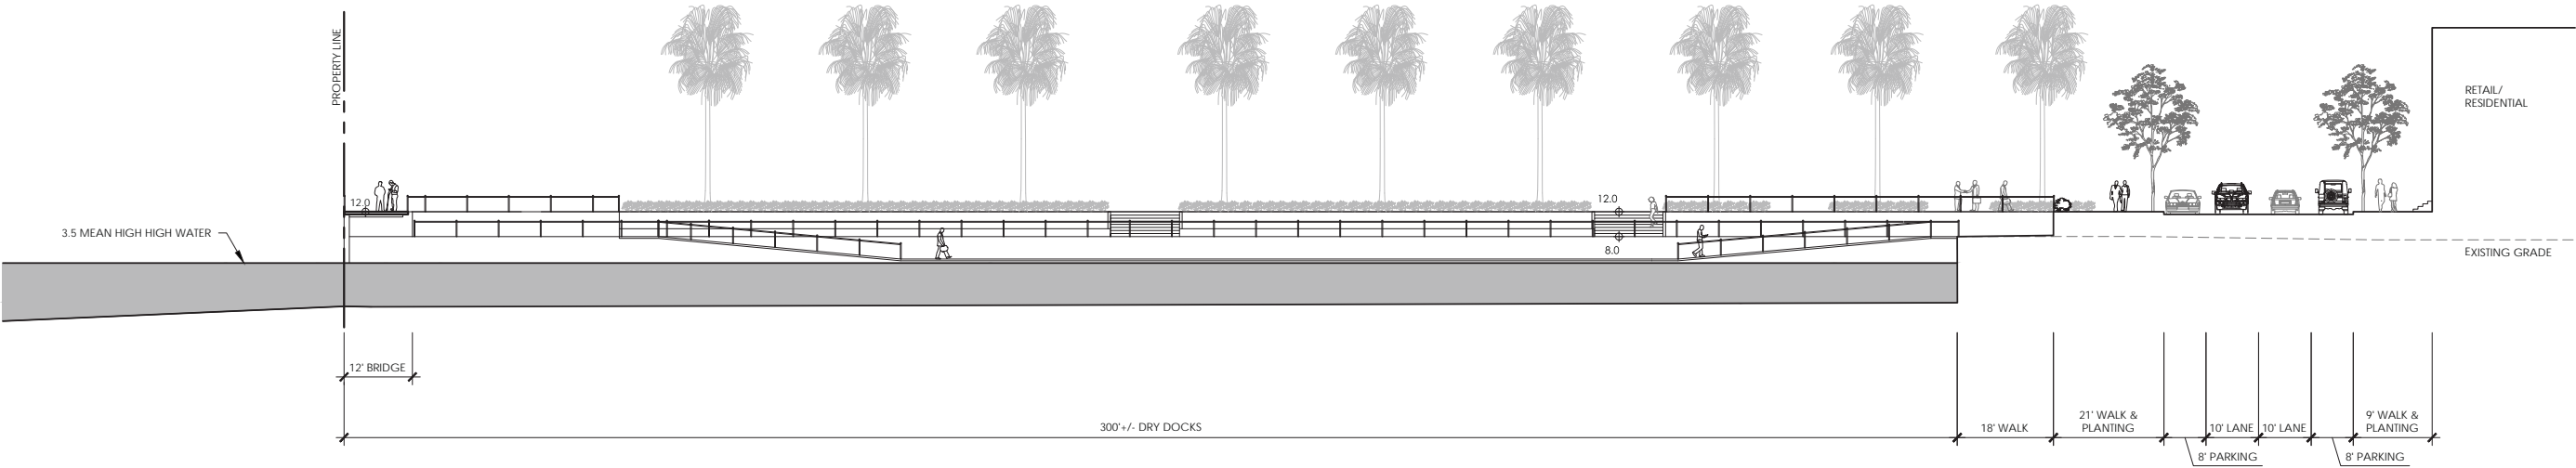 PROPERTY LINE
RETAIL/
RESIDENTIAL
12.0
12.0
3.5 MEAN HIGH HIGH WATER
8.0
EXISTING GRADE
12' BRIDGE
300'+/- DRY DOCKS
18' WALK
21' WALK &
PLANTING
8' PARKING
10' LANE
10' LANE
8' PARKING
9' WALK &
PLANTING